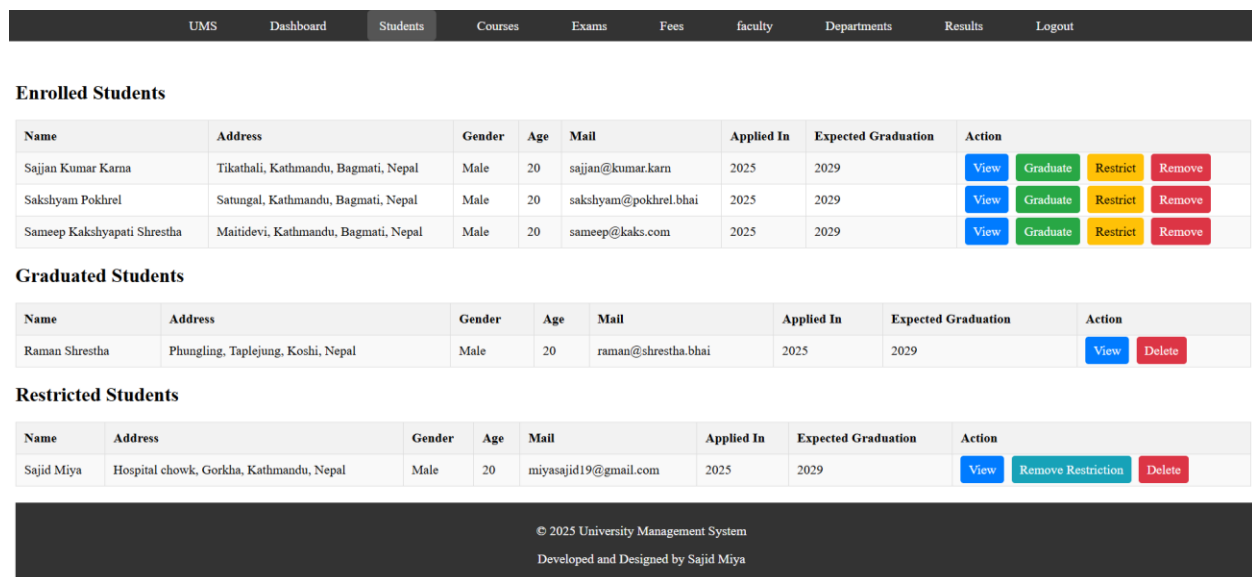 UMS Dashboard Students Courses Exams Fees faculty Departments Results Logout
Enrolled Students
Name Address Gender Age Mail Applied In Expected Graduation Action
Sajjan Kumar Karna Tikathali, Kathmandu, Bagmati, Nepal Male 20 sajjan@kumar.karn 2025 2029 View Graduate Restrict Remove
Sakshyam Pokhrel Satungal, Kathmandu, Bagmati, Nepal Male 20 sakshyam@pokhrel.bhai 2025 2029 View Graduate Restrict Remove
Sameep Kakshyapati Shrestha Maitidevi, Kathmandu, Bagmati, Nepal Male 20 sameep@kaks.com 2025 2029 View Graduate Restrict Remove
Graduated Students
Name Address Gender Age Mail Applied In Expected Graduation Action
Raman Shrestha Phungling, Taplejung, Koshi, Nepal Male 20 raman@shrestha.bhai 2025 2029 View Delete
Restricted Students
Name Address Gender Age Mail Applied In Expected Graduation Action
Sajid Miya Hospital chowk, Gorkha, Kathmandu, Nepal Male 20 miyasajid19@gmail.com 2025 2029 View Remove Restriction Delete
© 2025 University Management System
Developed and Designed by Sajid Miya